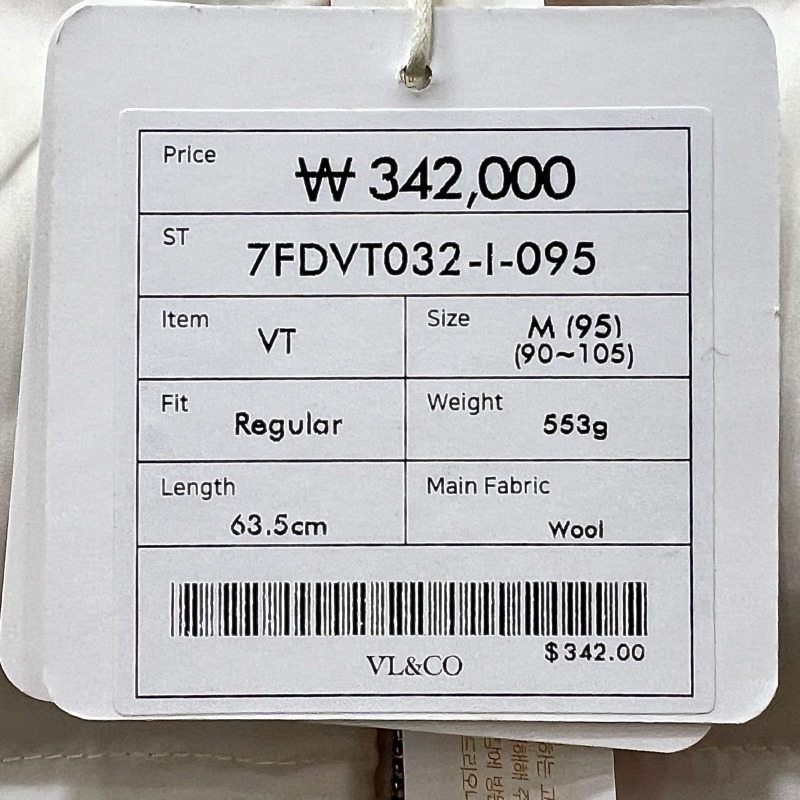 Price
₩ 342,000
ST
7FDVT032-I-095
Item
VT
Size
M (95)
(90~105)
Fit
Regular
Weight
553g
Length
63.5cm
Main Fabric
Wool
$342.00
VL&CO